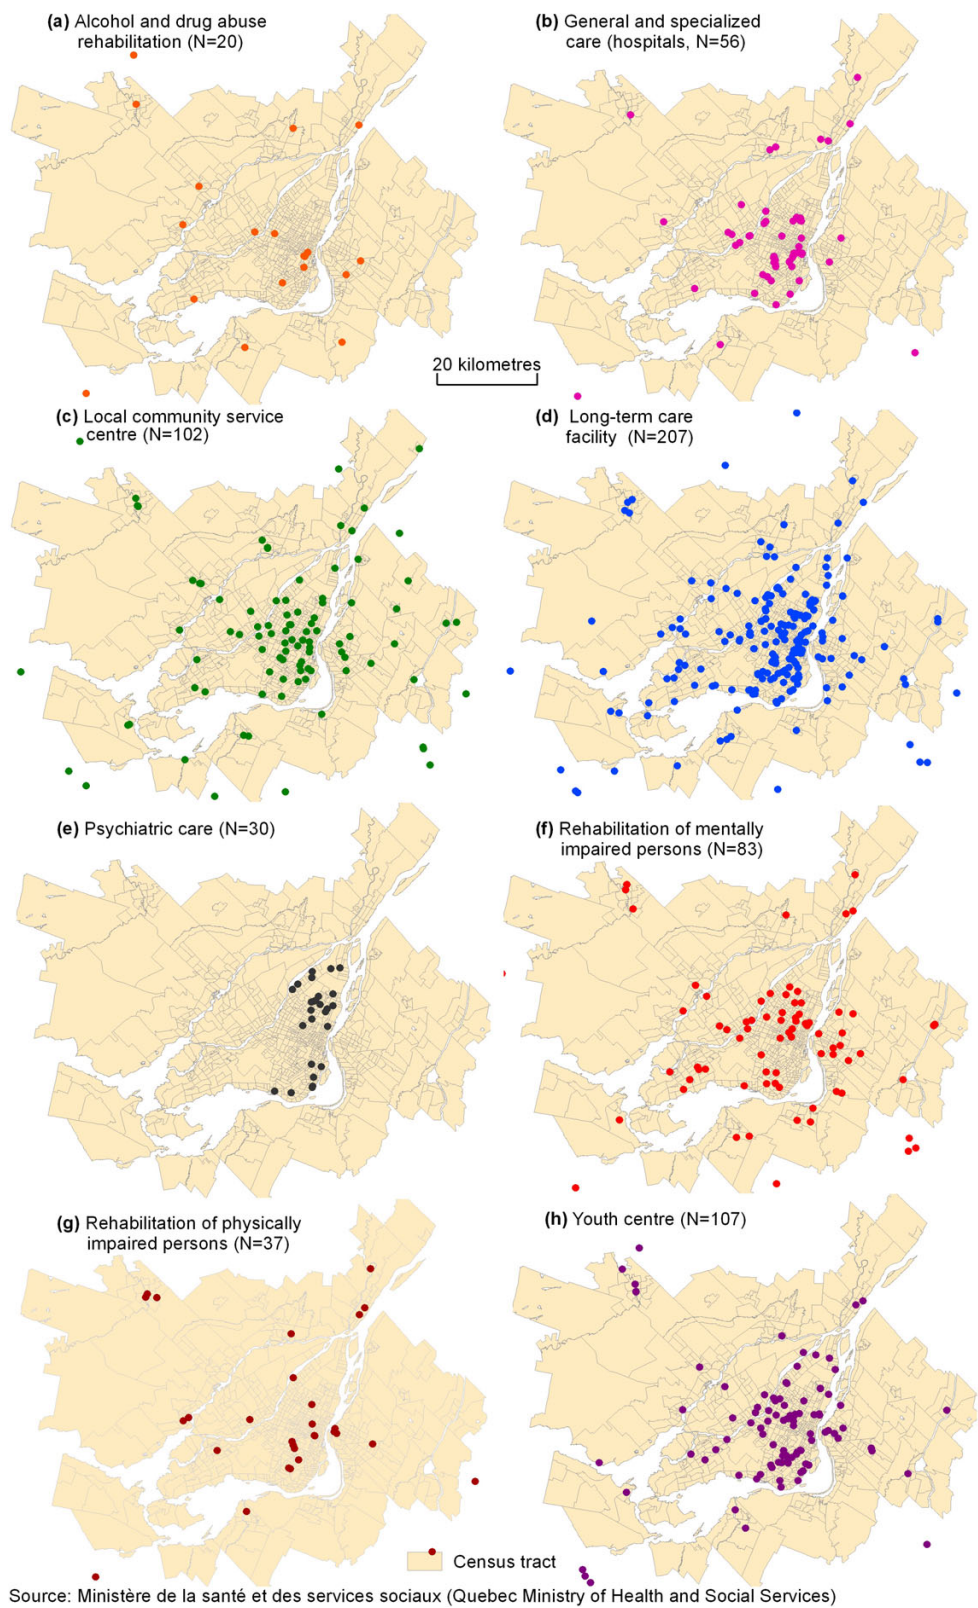 (a) Alcohol and drug abuse
rehabilitation (N=20)
(b) General and specialized
care (hospitals, N=56)
20 kilometres
(c) Local community service
centre (N=102)
(d) Long-term care
facility (N=207)
(e) Psychiatric care (N=30)
(f) Rehabilitation of mentally
impaired persons (N=83)
(g) Rehabilitation of physically
impaired persons (N=37)
(h) Youth centre (N=107)
Census tract
Source: Ministère de la santé et des services sociaux (Quebec Ministry of Health and Social Services)